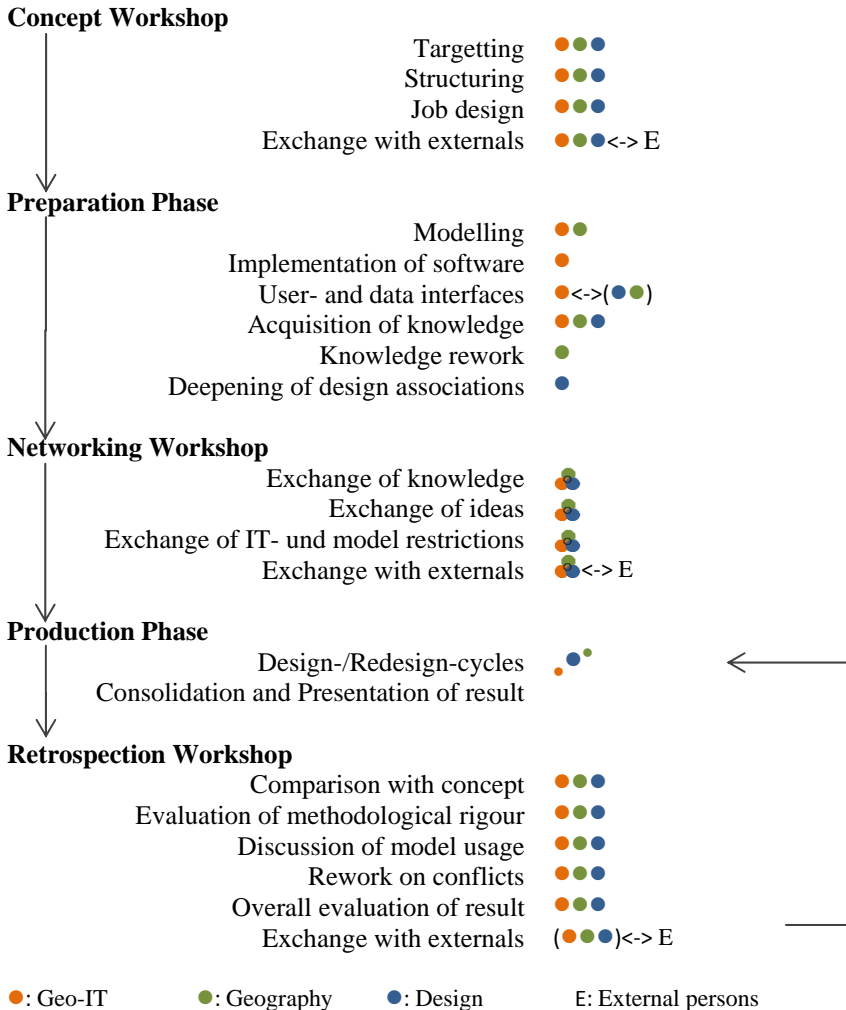 Concept Workshop
Targetting
Structuring
Job design
Exchange with externals <-> E
Preparation Phase
Modelling
Implementation of software
User- and data interfaces <->( )
Acquisition of knowledge
Knowledge rework
Deepening of design associations
Networking Workshop
Exchange of knowledge
Exchange of ideas
Exchange of IT- und model restrictions
Exchange with externals <-> E
Production Phase
Design-/Redesign-cycles
Consolidation and Presentation of result
Retrospection Workshop
Comparison with concept
Evaluation of methodological rigour
Discussion of model usage
Rework on conflicts
Overall evaluation of result
Exchange with externals ( )<-> E
: Geo-IT : Geography : Design E: External persons